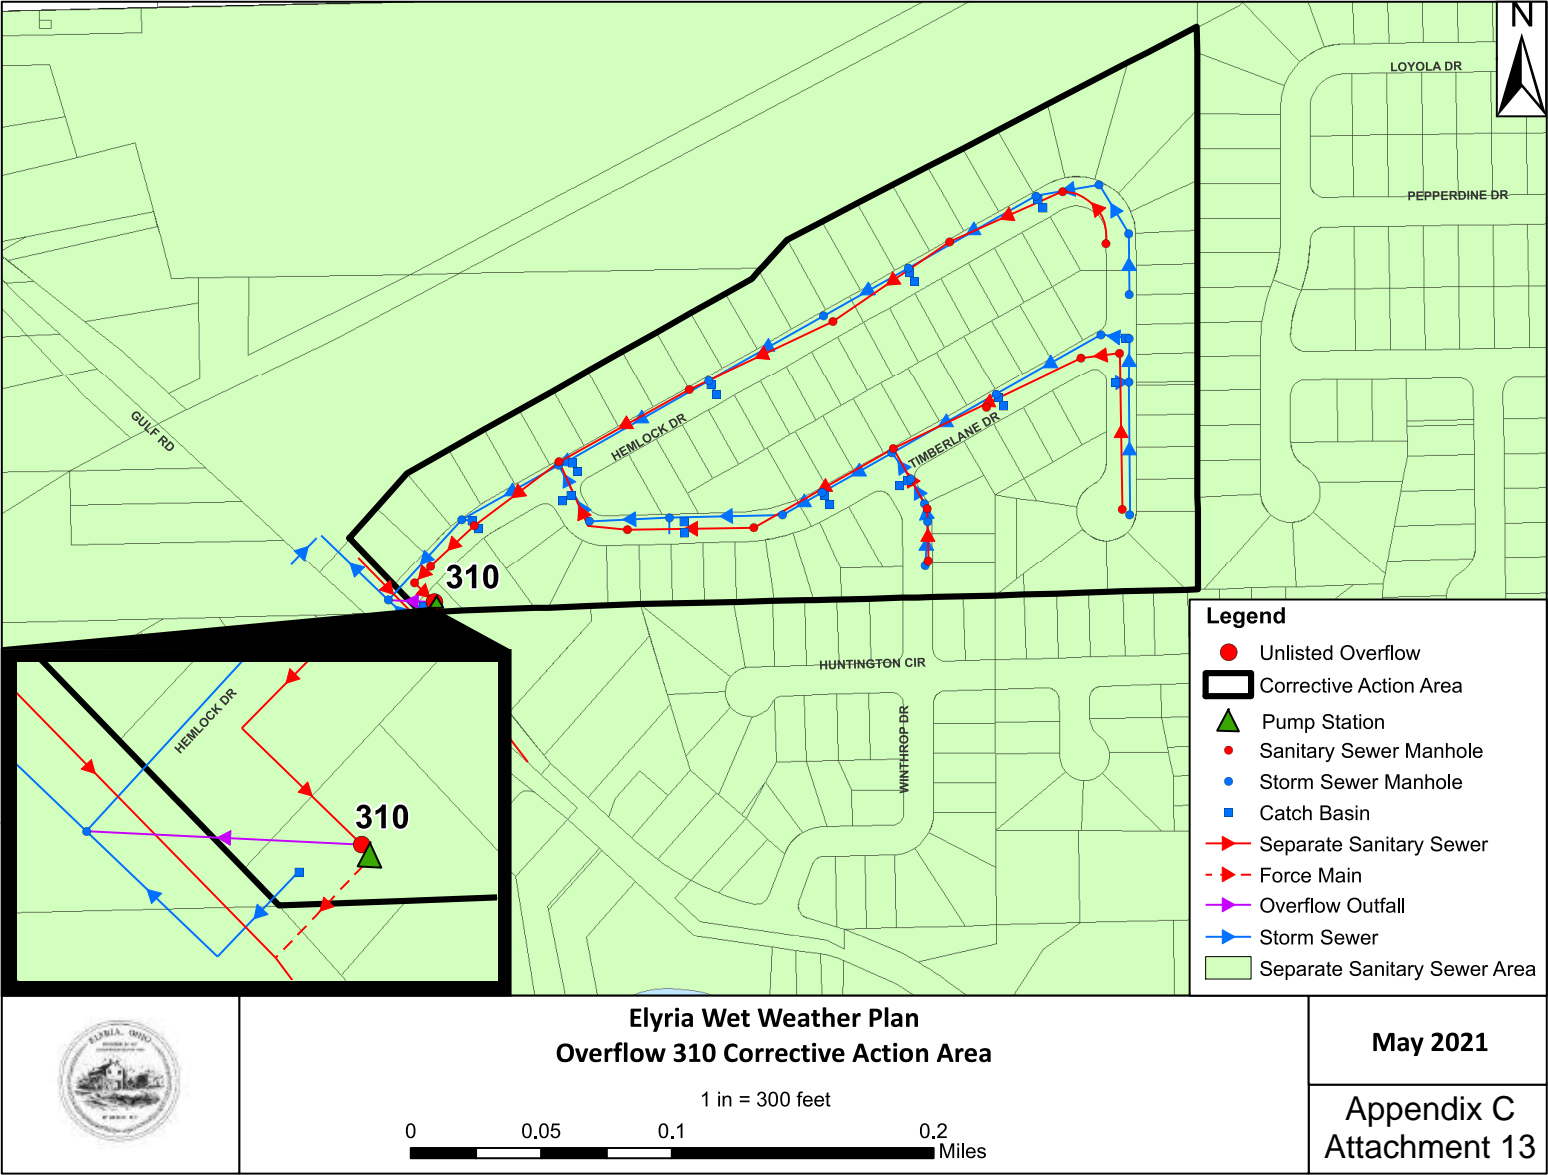 N
LOYOLA DR
PEPPERDINE DR
GULF RD
HEMLOCK DR
TIMBERLANE DR
310
HUNTINGTON CIR
WINTHROP DR
HEMLOCK DR
310
Legend
Unlisted Overflow
Corrective Action Area
Pump Station
Sanitary Sewer Manhole
Storm Sewer Manhole
Catch Basin
Separate Sanitary Sewer
Force Main
Overflow Outfall
Storm Sewer
Separate Sanitary Sewer Area
ELYRIA, OHIO
Elyria Wet Weather Plan
Overflow 310 Corrective Action Area
1 in = 300 feet
0 0.05 0.1 0.2
Miles
May 2021
Appendix C
Attachment 13